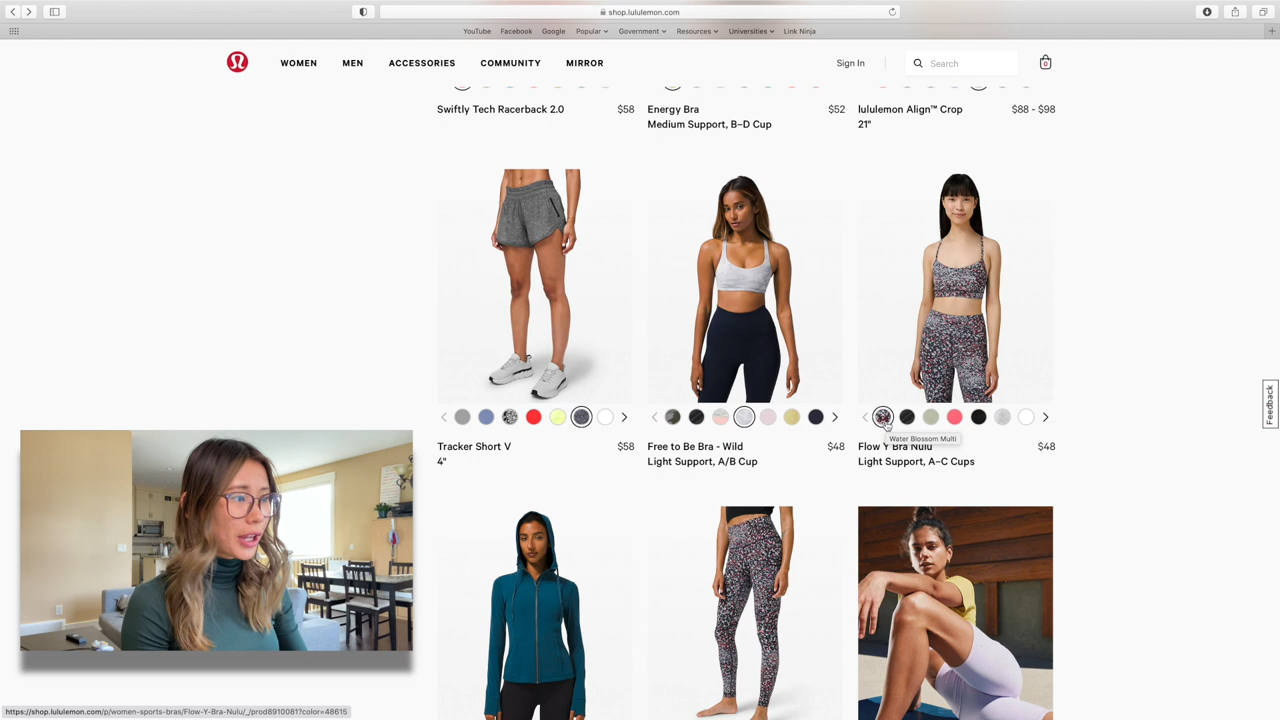 shop.lululemon.com
YouTube Facebook Google Popular Government Resources Universities Link Ninja
WOMEN MEN ACCESSORIES COMMUNITY MIRROR Sign In Search 0
Swiftly Tech Racerback 2.0 $58
Energy Bra $52
Medium Support, B–D Cup
lululemon Align™ Crop $88 - $98
21"
Tracker Short V $58
4"
Free to Be Bra - Wild $48
Light Support, A/B Cup
Water Blossom Multi
Flow Y Bra Nulu $48
Light Support, A–C Cups
Feedback
https://shop.lululemon.com/p/women-sports-bras/Flow-Y-Bra-Nulu/_/prod8910081?color=48615